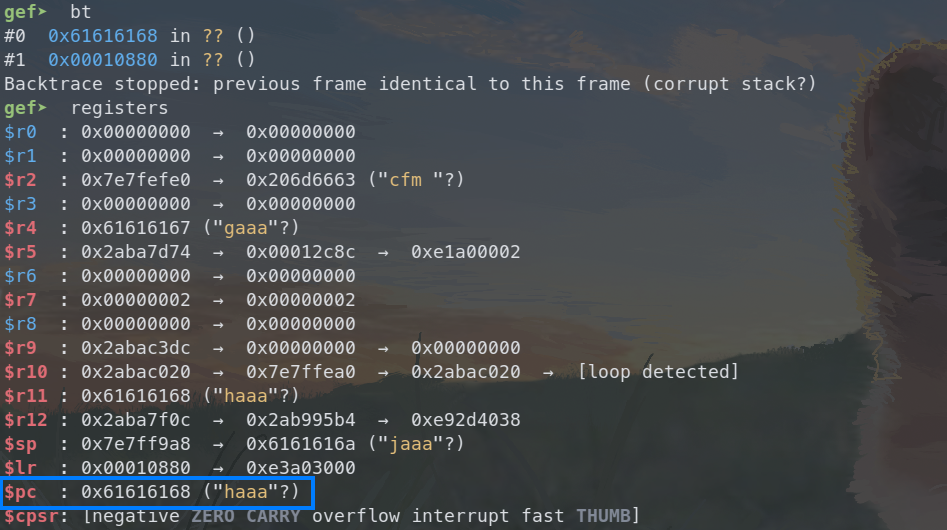 gef➤  bt
#0  0x61616168 in ?? ()
#1  0x00010880 in ?? ()
Backtrace stopped: previous frame identical to this frame (corrupt stack?)
gef➤  registers
$r0  : 0x00000000  →  0x00000000
$r1  : 0x00000000  →  0x00000000
$r2  : 0x7e7fefe0  →  0x206d6663 ("cfm "?)
$r3  : 0x00000000  →  0x00000000
$r4  : 0x61616167 ("gaaa"?)
$r5  : 0x2aba7d74  →  0x00012c8c  →  0xe1a00002
$r6  : 0x00000000  →  0x00000000
$r7  : 0x00000002  →  0x00000002
$r8  : 0x00000000  →  0x00000000
$r9  : 0x2abac3dc  →  0x00000000  →  0x00000000
$r10 : 0x2abac020  →  0x7e7ffea0  →  0x2abac020  →  [loop detected]
$r11 : 0x61616168 ("haaa"?)
$r12 : 0x2aba7f0c  →  0x2ab995b4  →  0xe92d4038
$sp  : 0x7e7ff9a8  →  0x6161616a ("jaaa"?)
$lr  : 0x00010880  →  0xe3a03000
$pc  : 0x61616168 ("haaa"?)
$cpsr: [negative ZERO CARRY overflow interrupt fast THUMB]